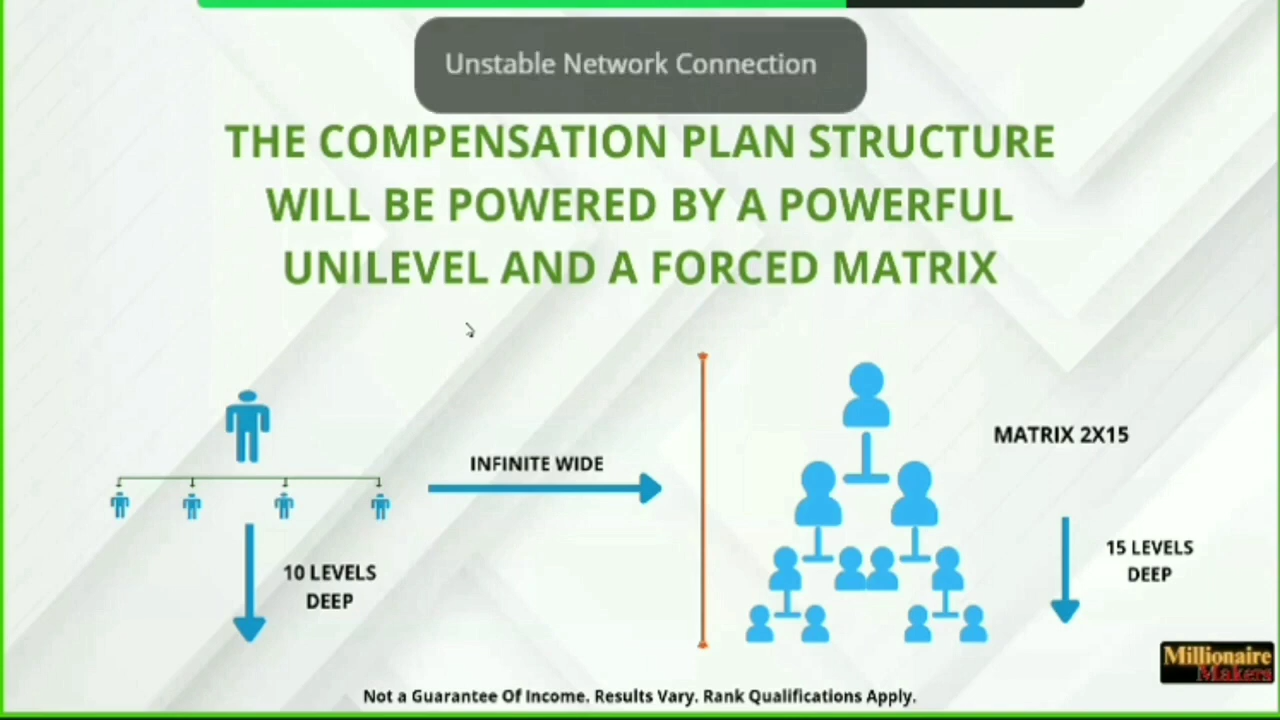 Unstable Network Connection
THE COMPENSATION PLAN STRUCTURE
WILL BE POWERED BY A POWERFUL
UNILEVEL AND A FORCED MATRIX
INFINITE WIDE
10 LEVELS
DEEP
MATRIX 2X15
15 LEVELS
DEEP
Millionaire
Makers
Not a Guarantee Of Income. Results Vary. Rank Qualifications Apply.